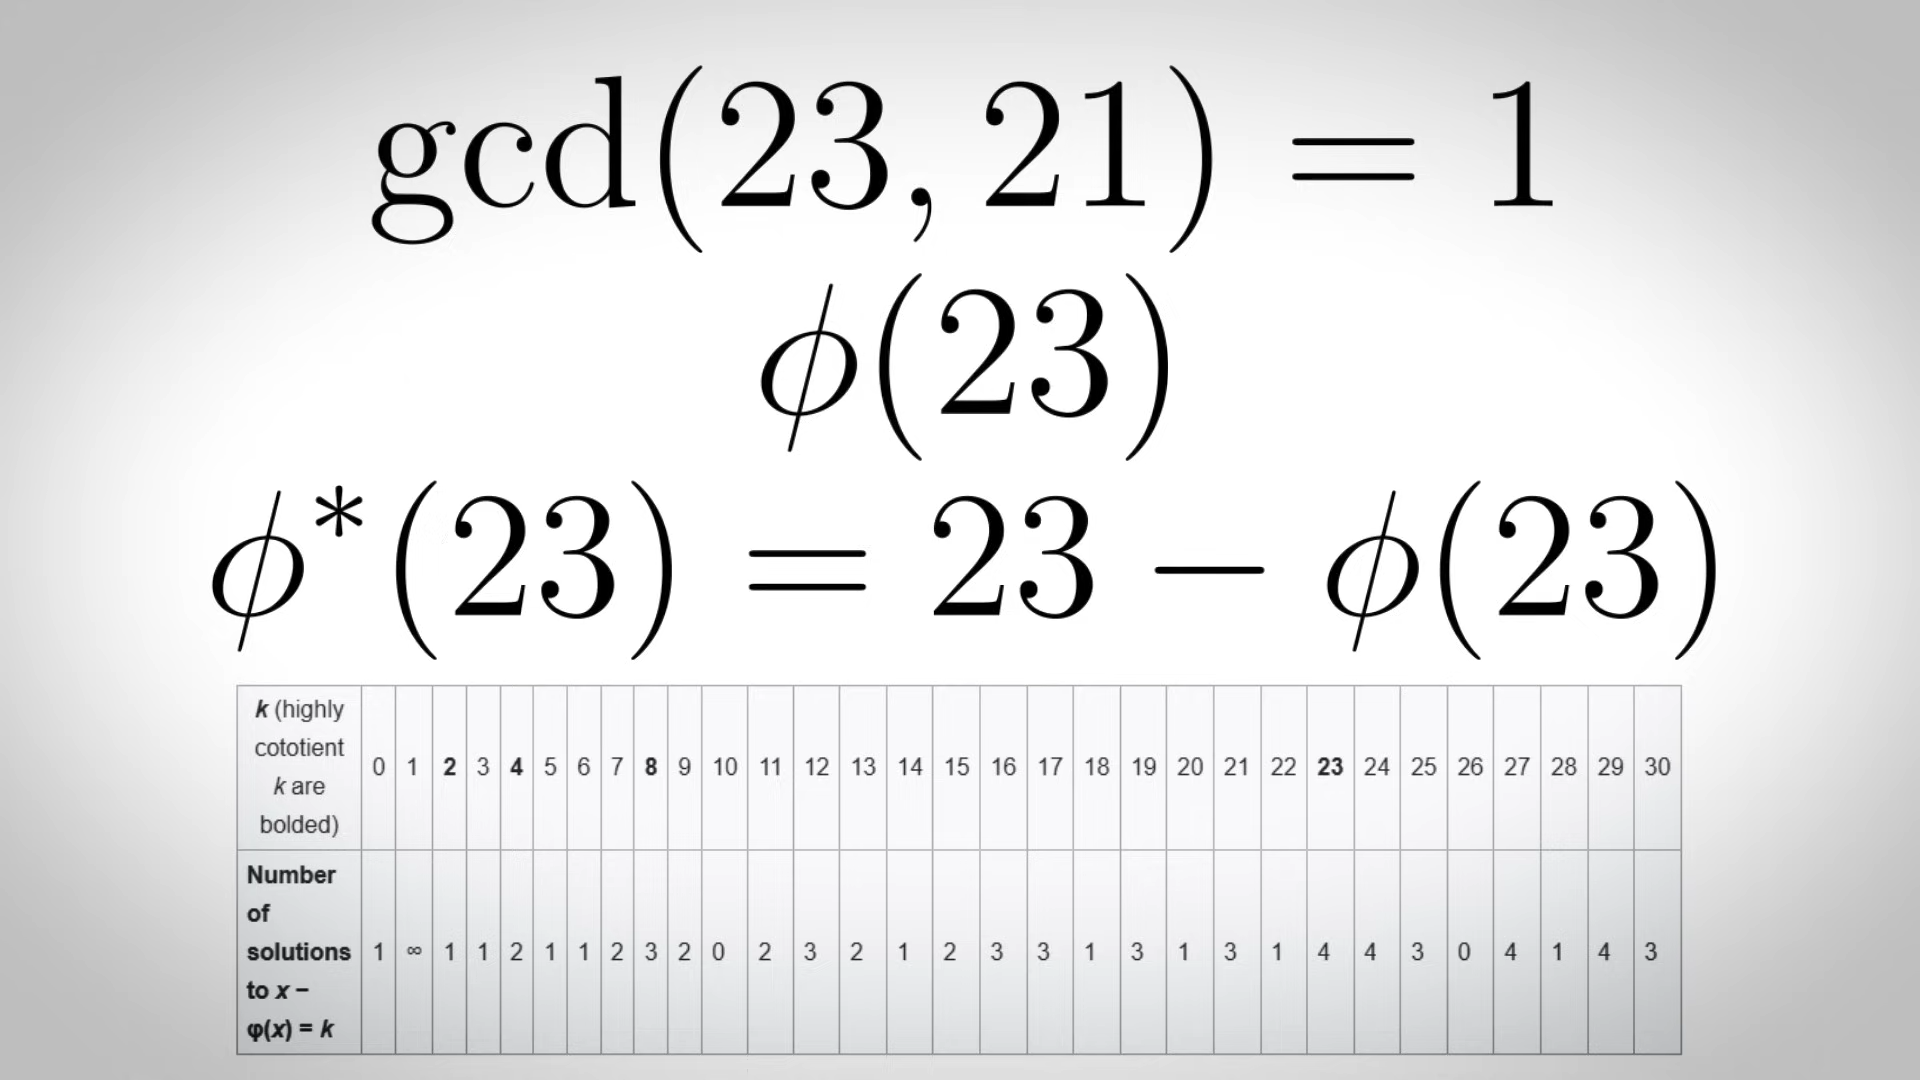 gcd(23, 21) = 1
ϕ(23)
ϕ*(23) = 23 − ϕ(23)
k (highly
cototient
k are
bolded)
0 1 2 3 4 5 6 7 8 9 10 11 12 13 14 15 16 17 18 19 20 21 22 23 24 25 26 27 28 29 30
Number
of
solutions
to x −
φ(x) = k
1 ∞ 1 1 2 1 1 2 3 2 0 2 3 2 1 2 3 3 1 3 1 3 1 4 4 3 0 4 1 4 3